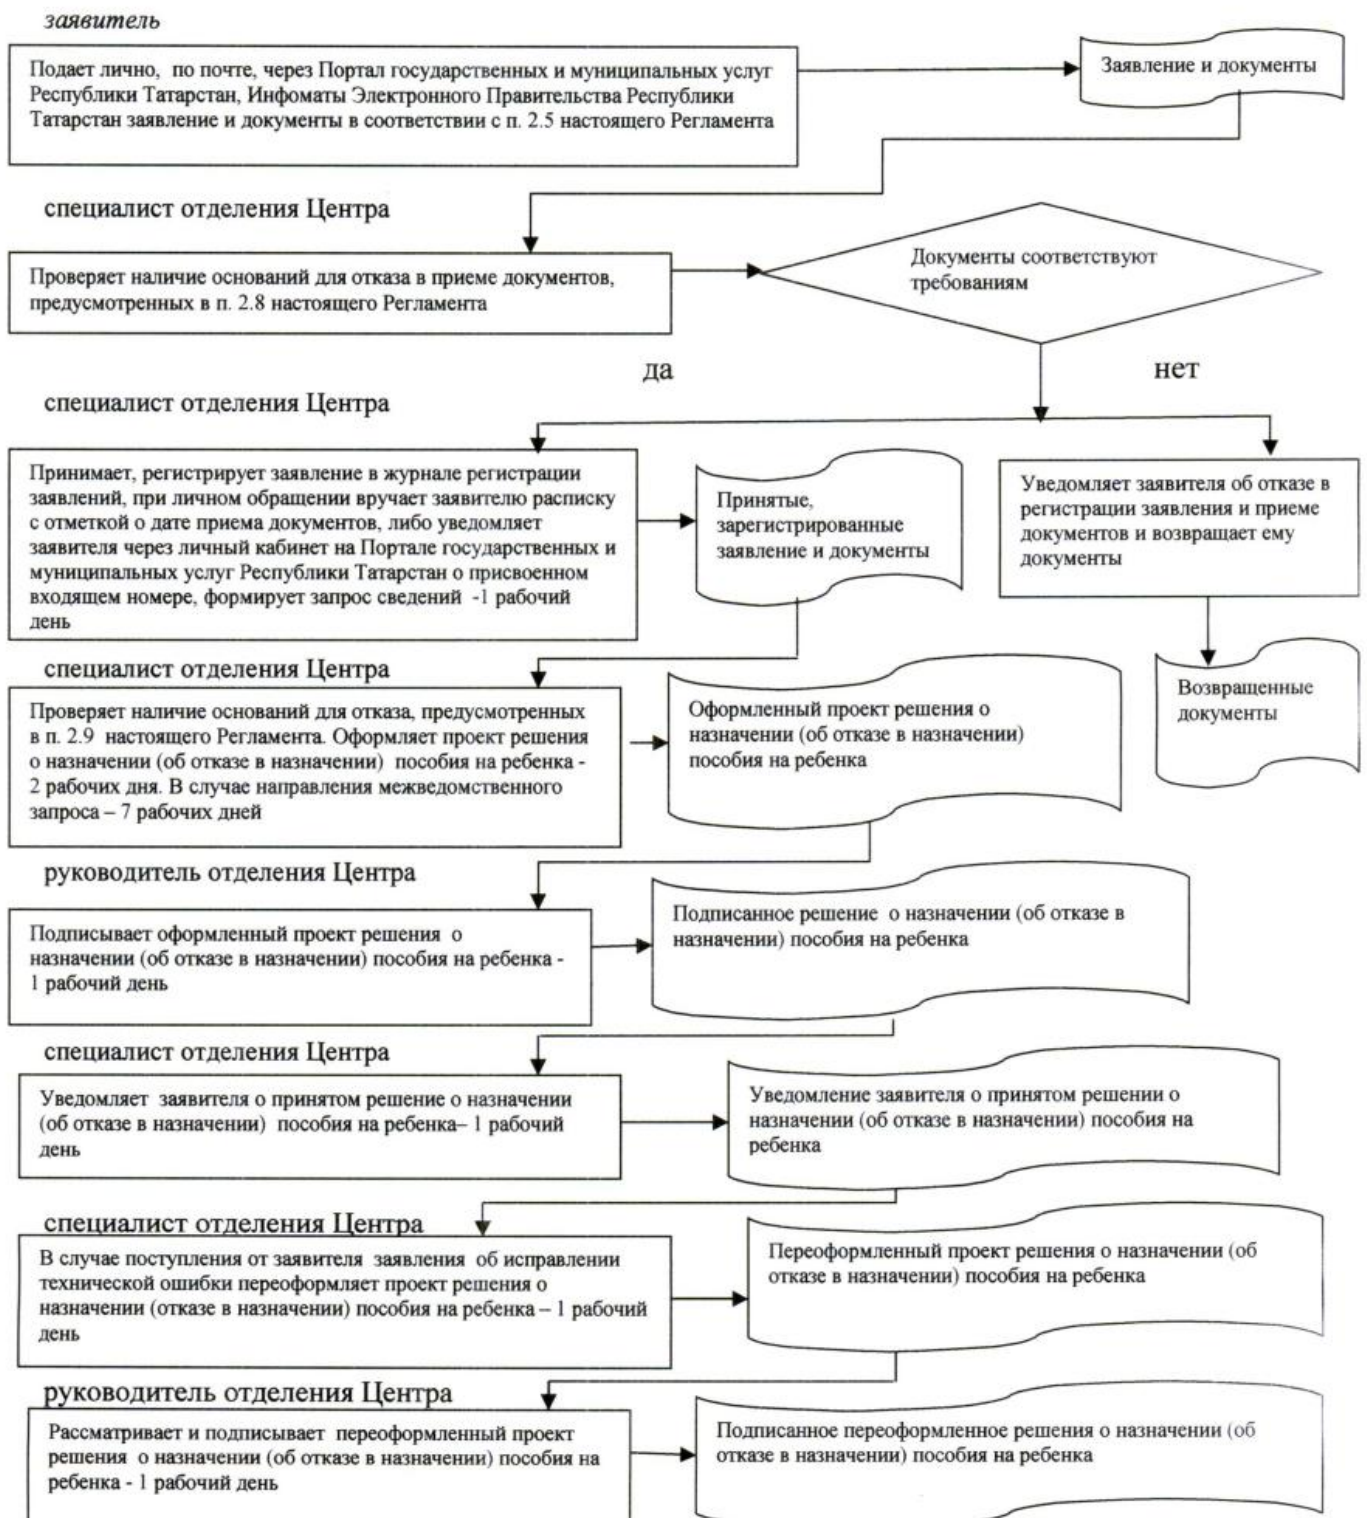 заявитель
Подает лично, по почте, через Портал государственных и муниципальных услуг
Республики Татарстан, Инфоматы Электронного Правительства Республики
Татарстан заявление и документы в соответствии с п. 2.5 настоящего Регламента
Заявление и документы
специалист отделения Центра
Проверяет наличие оснований для отказа в приеме документов,
предусмотренных в п. 2.8 настоящего Регламента
Документы соответствуют
требованиям
да
нет
специалист отделения Центра
Принимает, регистрирует заявление в журнале регистрации
заявлений, при личном обращении вручает заявителю расписку
с отметкой о дате приема документов, либо уведомляет
заявителя через личный кабинет на Портале государственных и
муниципальных услуг Республики Татарстан о присвоенном
входящем номере, формирует запрос сведений -1 рабочий
день
Принятые,
зарегистрированные
заявление и документы
Уведомляет заявителя об отказе в
регистрации заявления и приеме
документов и возвращает ему
документы
специалист отделения Центра
Проверяет наличие оснований для отказа, предусмотренных
в п. 2.9 настоящего Регламента. Оформляет проект решения
о назначении (об отказе в назначении) пособия на ребенка -
2 рабочих дня. В случае направления межведомственного
запроса – 7 рабочих дней
Оформленный проект решения о
назначении (об отказе в назначении)
пособия на ребенка
Возвращенные
документы
руководитель отделения Центра
Подписывает оформленный проект решения о
назначении (об отказе в назначении) пособия на ребенка -
1 рабочий день
Подписанное решение о назначении (об отказе в
назначении) пособия на ребенка
специалист отделения Центра
Уведомляет заявителя о принятом решение о назначении
(об отказе в назначении) пособия на ребенка– 1 рабочий
день
Уведомление заявителя о принятом решении о
назначении (об отказе в назначении) пособия на
ребенка
специалист отделения Центра
В случае поступления от заявителя заявления об исправлении
технической ошибки переоформляет проект решения о
назначении (отказе в назначении) пособия на ребенка – 1 рабочий
день
Переоформленный проект решения о назначении (об
отказе в назначении) пособия на ребенка
руководитель отделения Центра
Рассматривает и подписывает переоформленный проект
решения о назначении (об отказе в назначении) пособия на
ребенка - 1 рабочий день
Подписанное переоформленное решения о назначении (об
отказе в назначении) пособия на ребенка